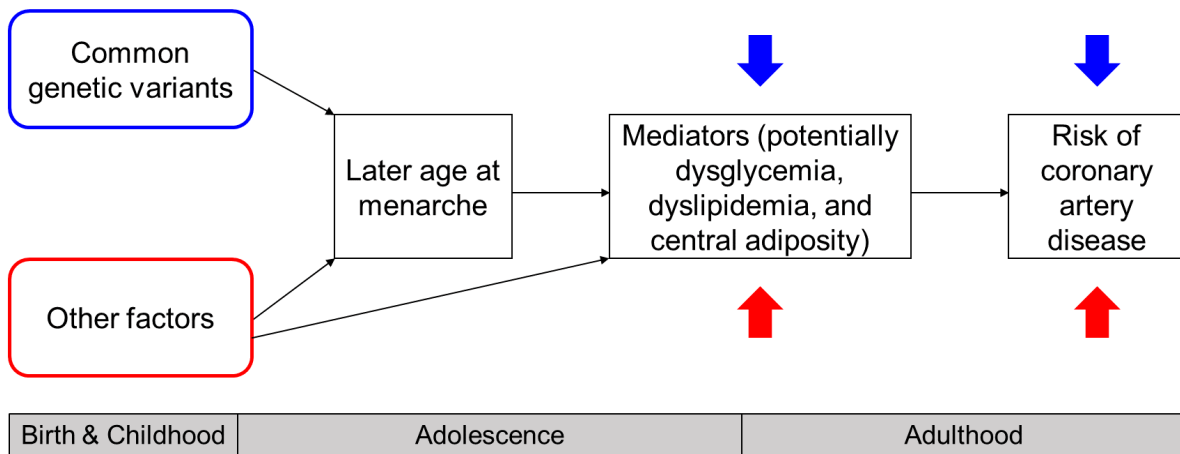 Common
genetic variants
Later age at
menarche
Mediators (potentially
dysglycemia,
dyslipidemia, and
central adiposity)
Risk of
coronary
artery
disease
Other factors
Birth & Childhood
Adolescence
Adulthood